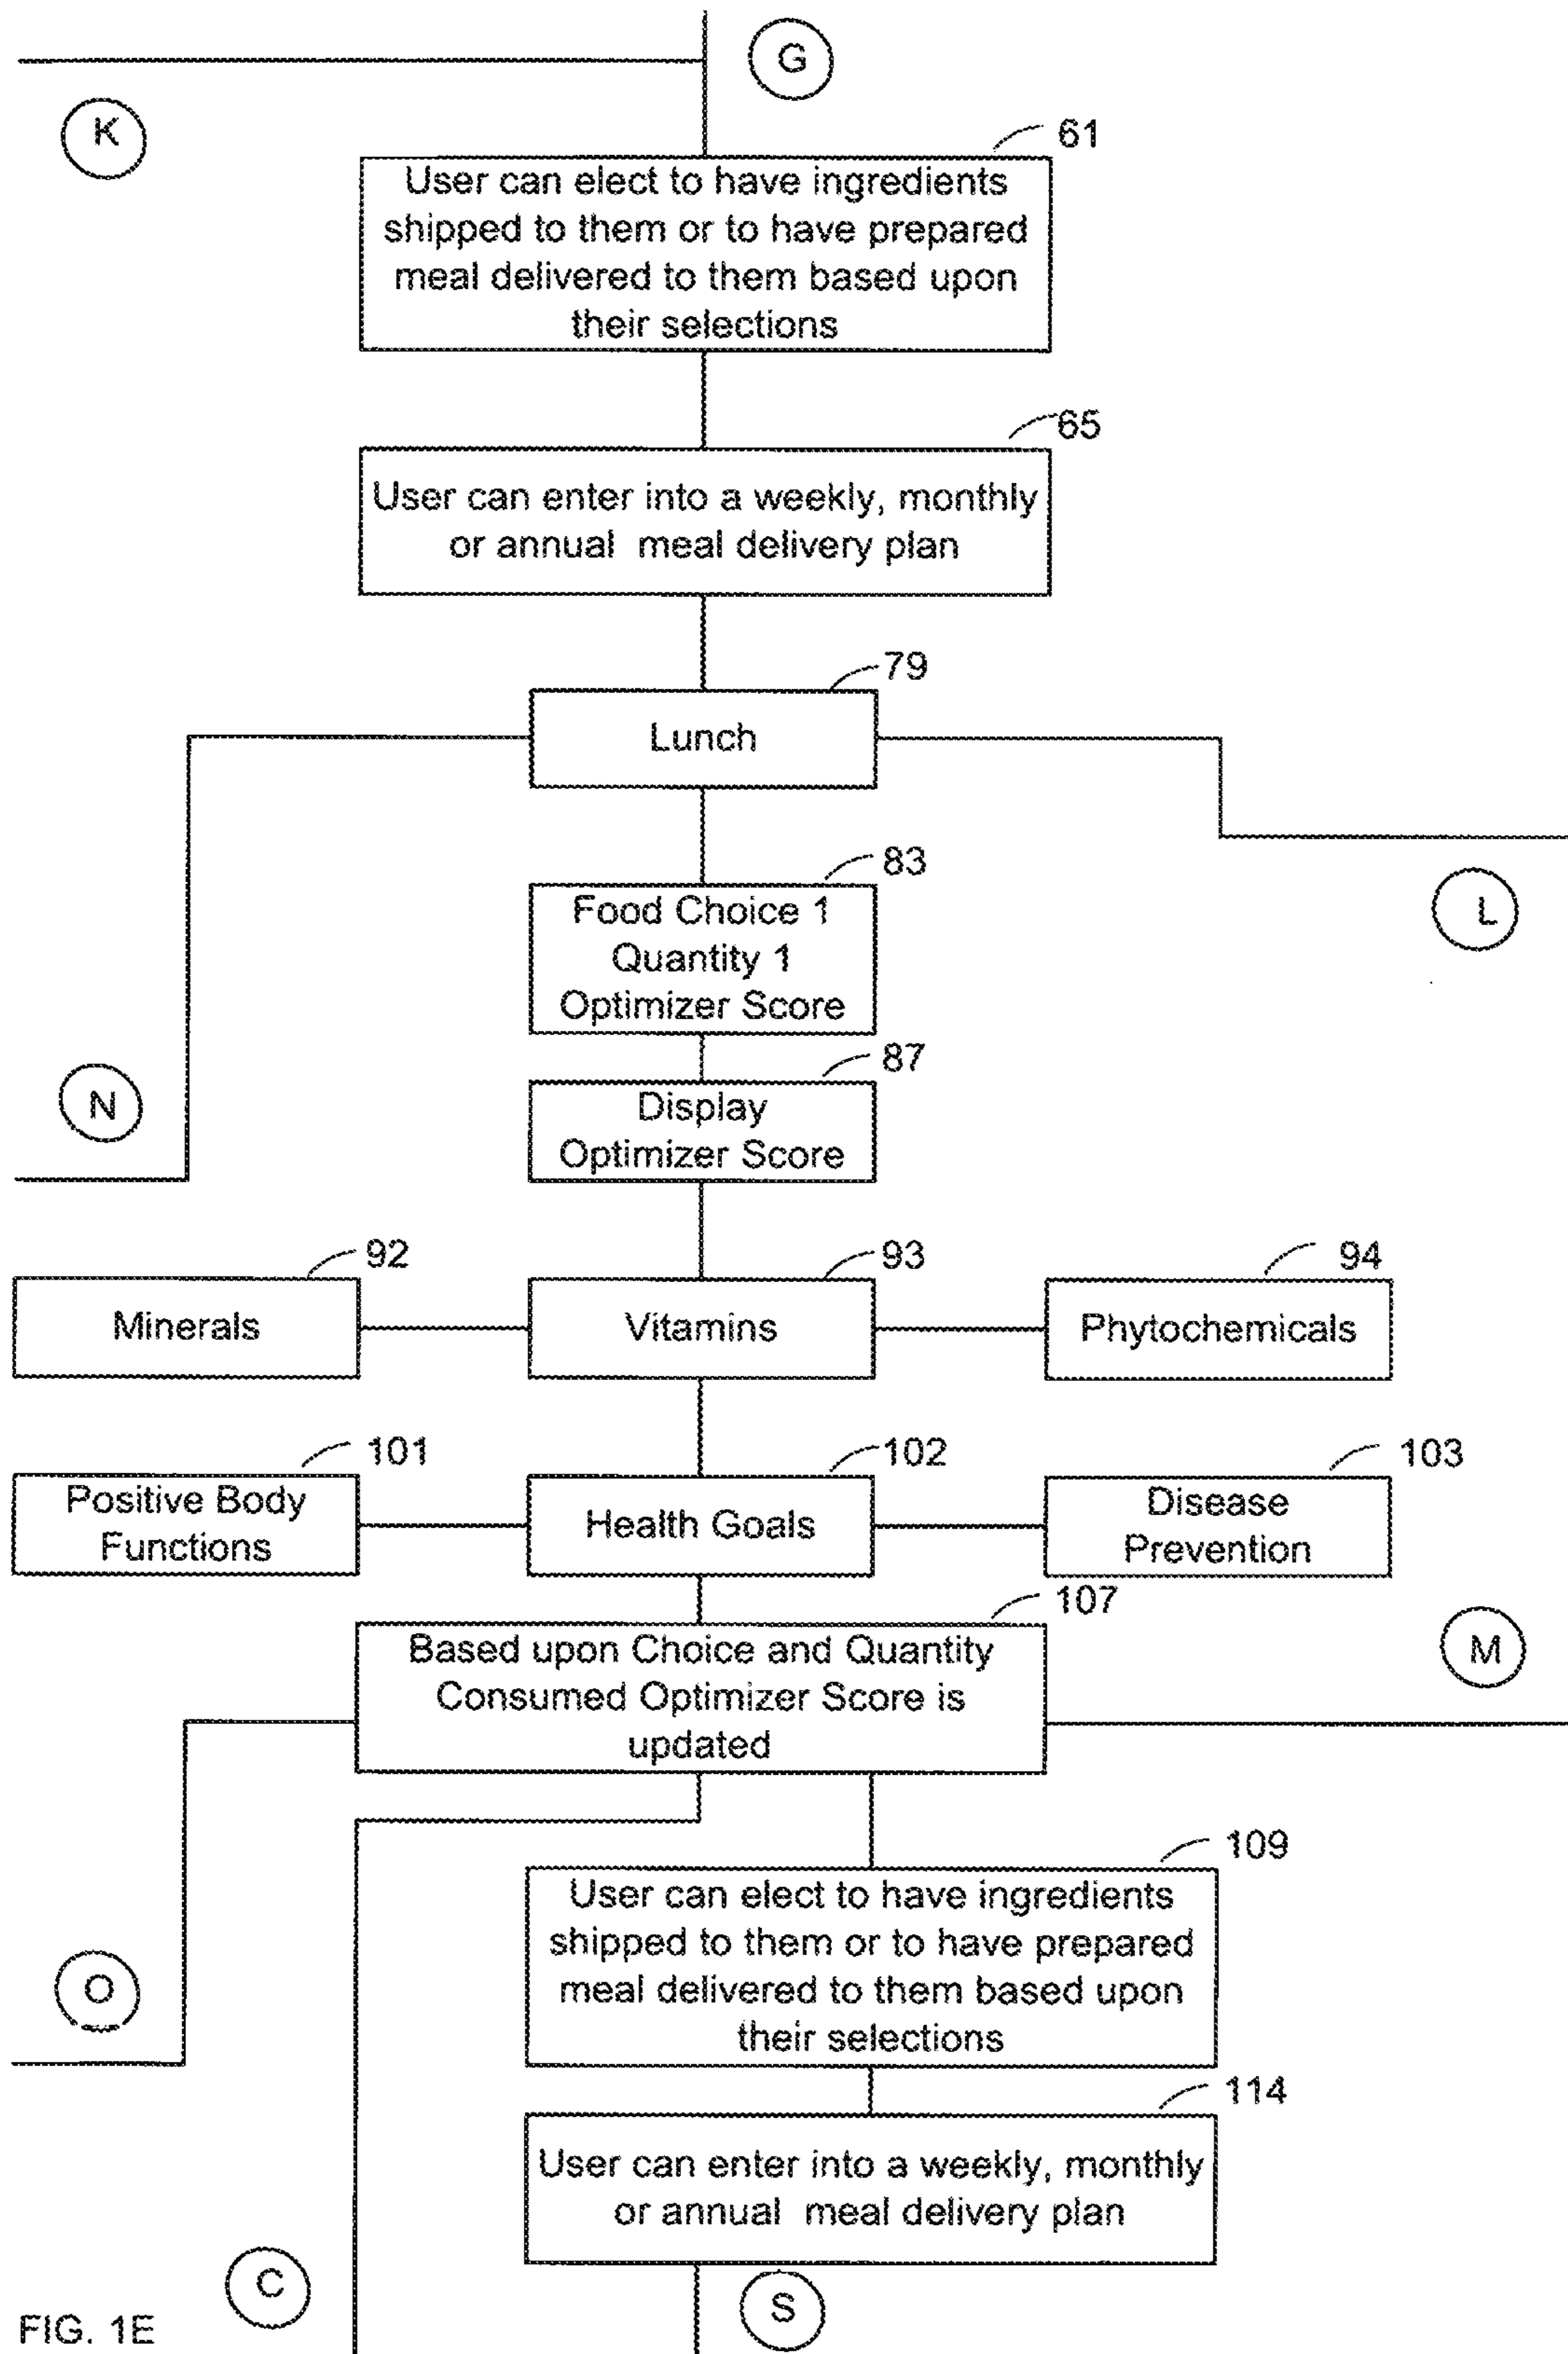 G
K
61
User can elect to have ingredients
shipped to them or to have prepared
meal delivered to them based upon
their selections
65
User can enter into a weekly, monthly
or annual meal delivery plan
79
Lunch
83
Food Choice 1
Quantity 1
Optimizer Score
L
87
Display
Optimizer Score
N
92
Minerals
93
Vitamins
94
Phytochemicals
101
Positive Body
Functions
102
Health Goals
103
Disease
Prevention
107
Based upon Choice and Quantity
Consumed Optimizer Score is
updated
M
109
User can elect to have ingredients
shipped to them or to have prepared
meal delivered to them based upon
their selections
O
114
User can enter into a weekly, monthly
or annual meal delivery plan
C
S
FIG. 1E